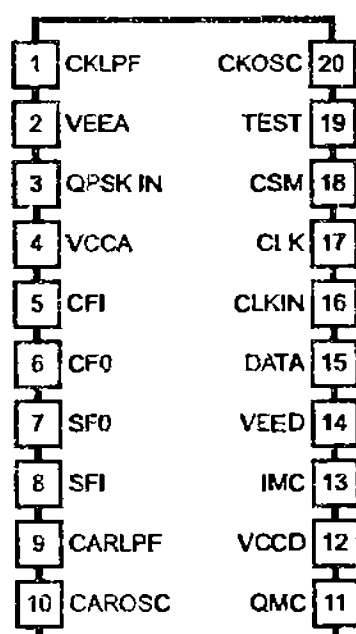 1 CKLPF CKOSC 20
2 VEEA TEST 19
3 QPSK IN CSM 18
4 VCCA CLK 17
5 CFI CLKIN 16
6 CF0 DATA 15
7 SF0 VEED 14
8 SFI IMC 13
9 CARLPF VCCD 12
10 CAROSC QMC 11